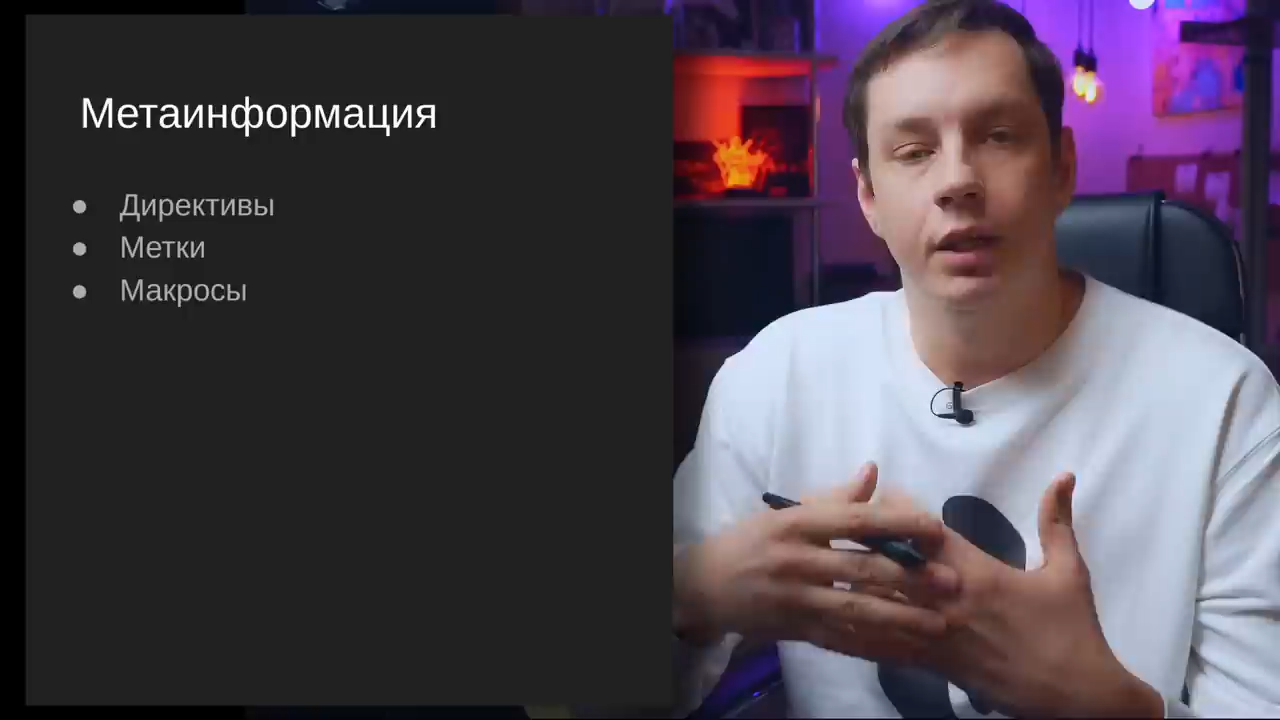 Метаинформация
Директивы
Метки
Макросы